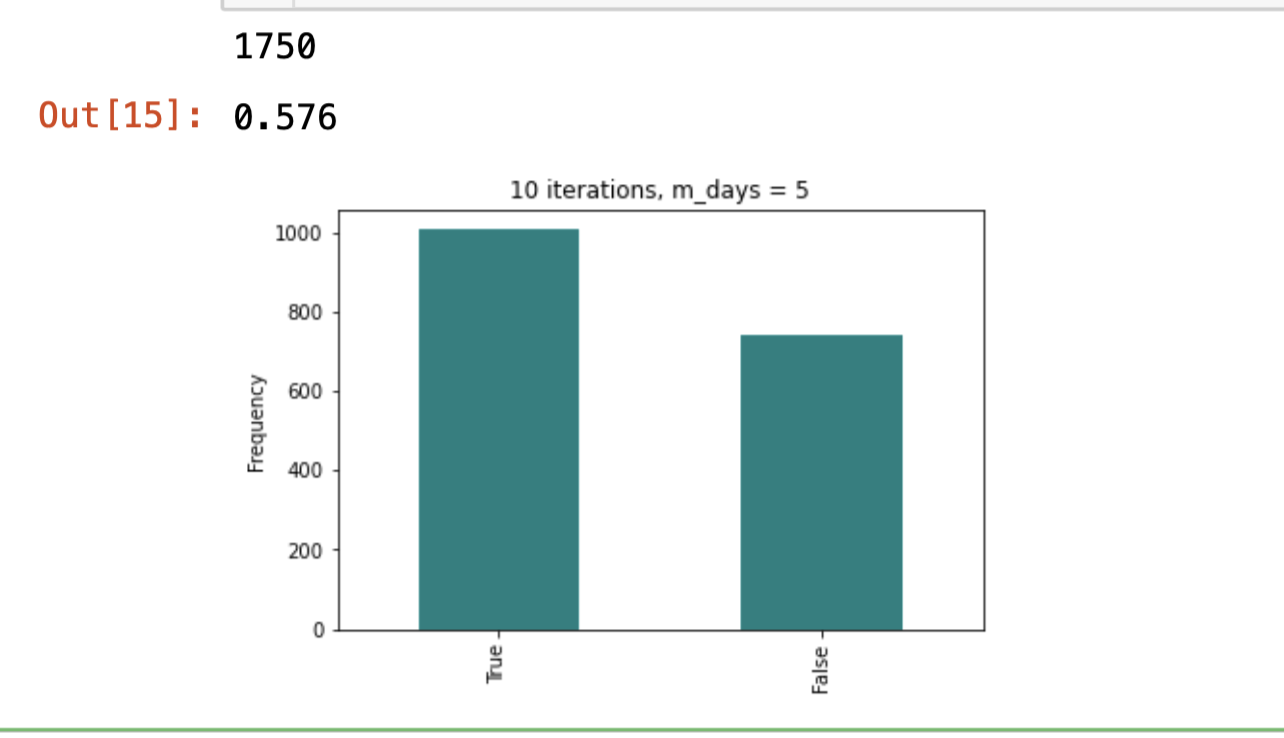 1750
Out[15]: 0.576
10 iterations, m_days = 5
1000
800
600
400
200
0
Frequency
True
False